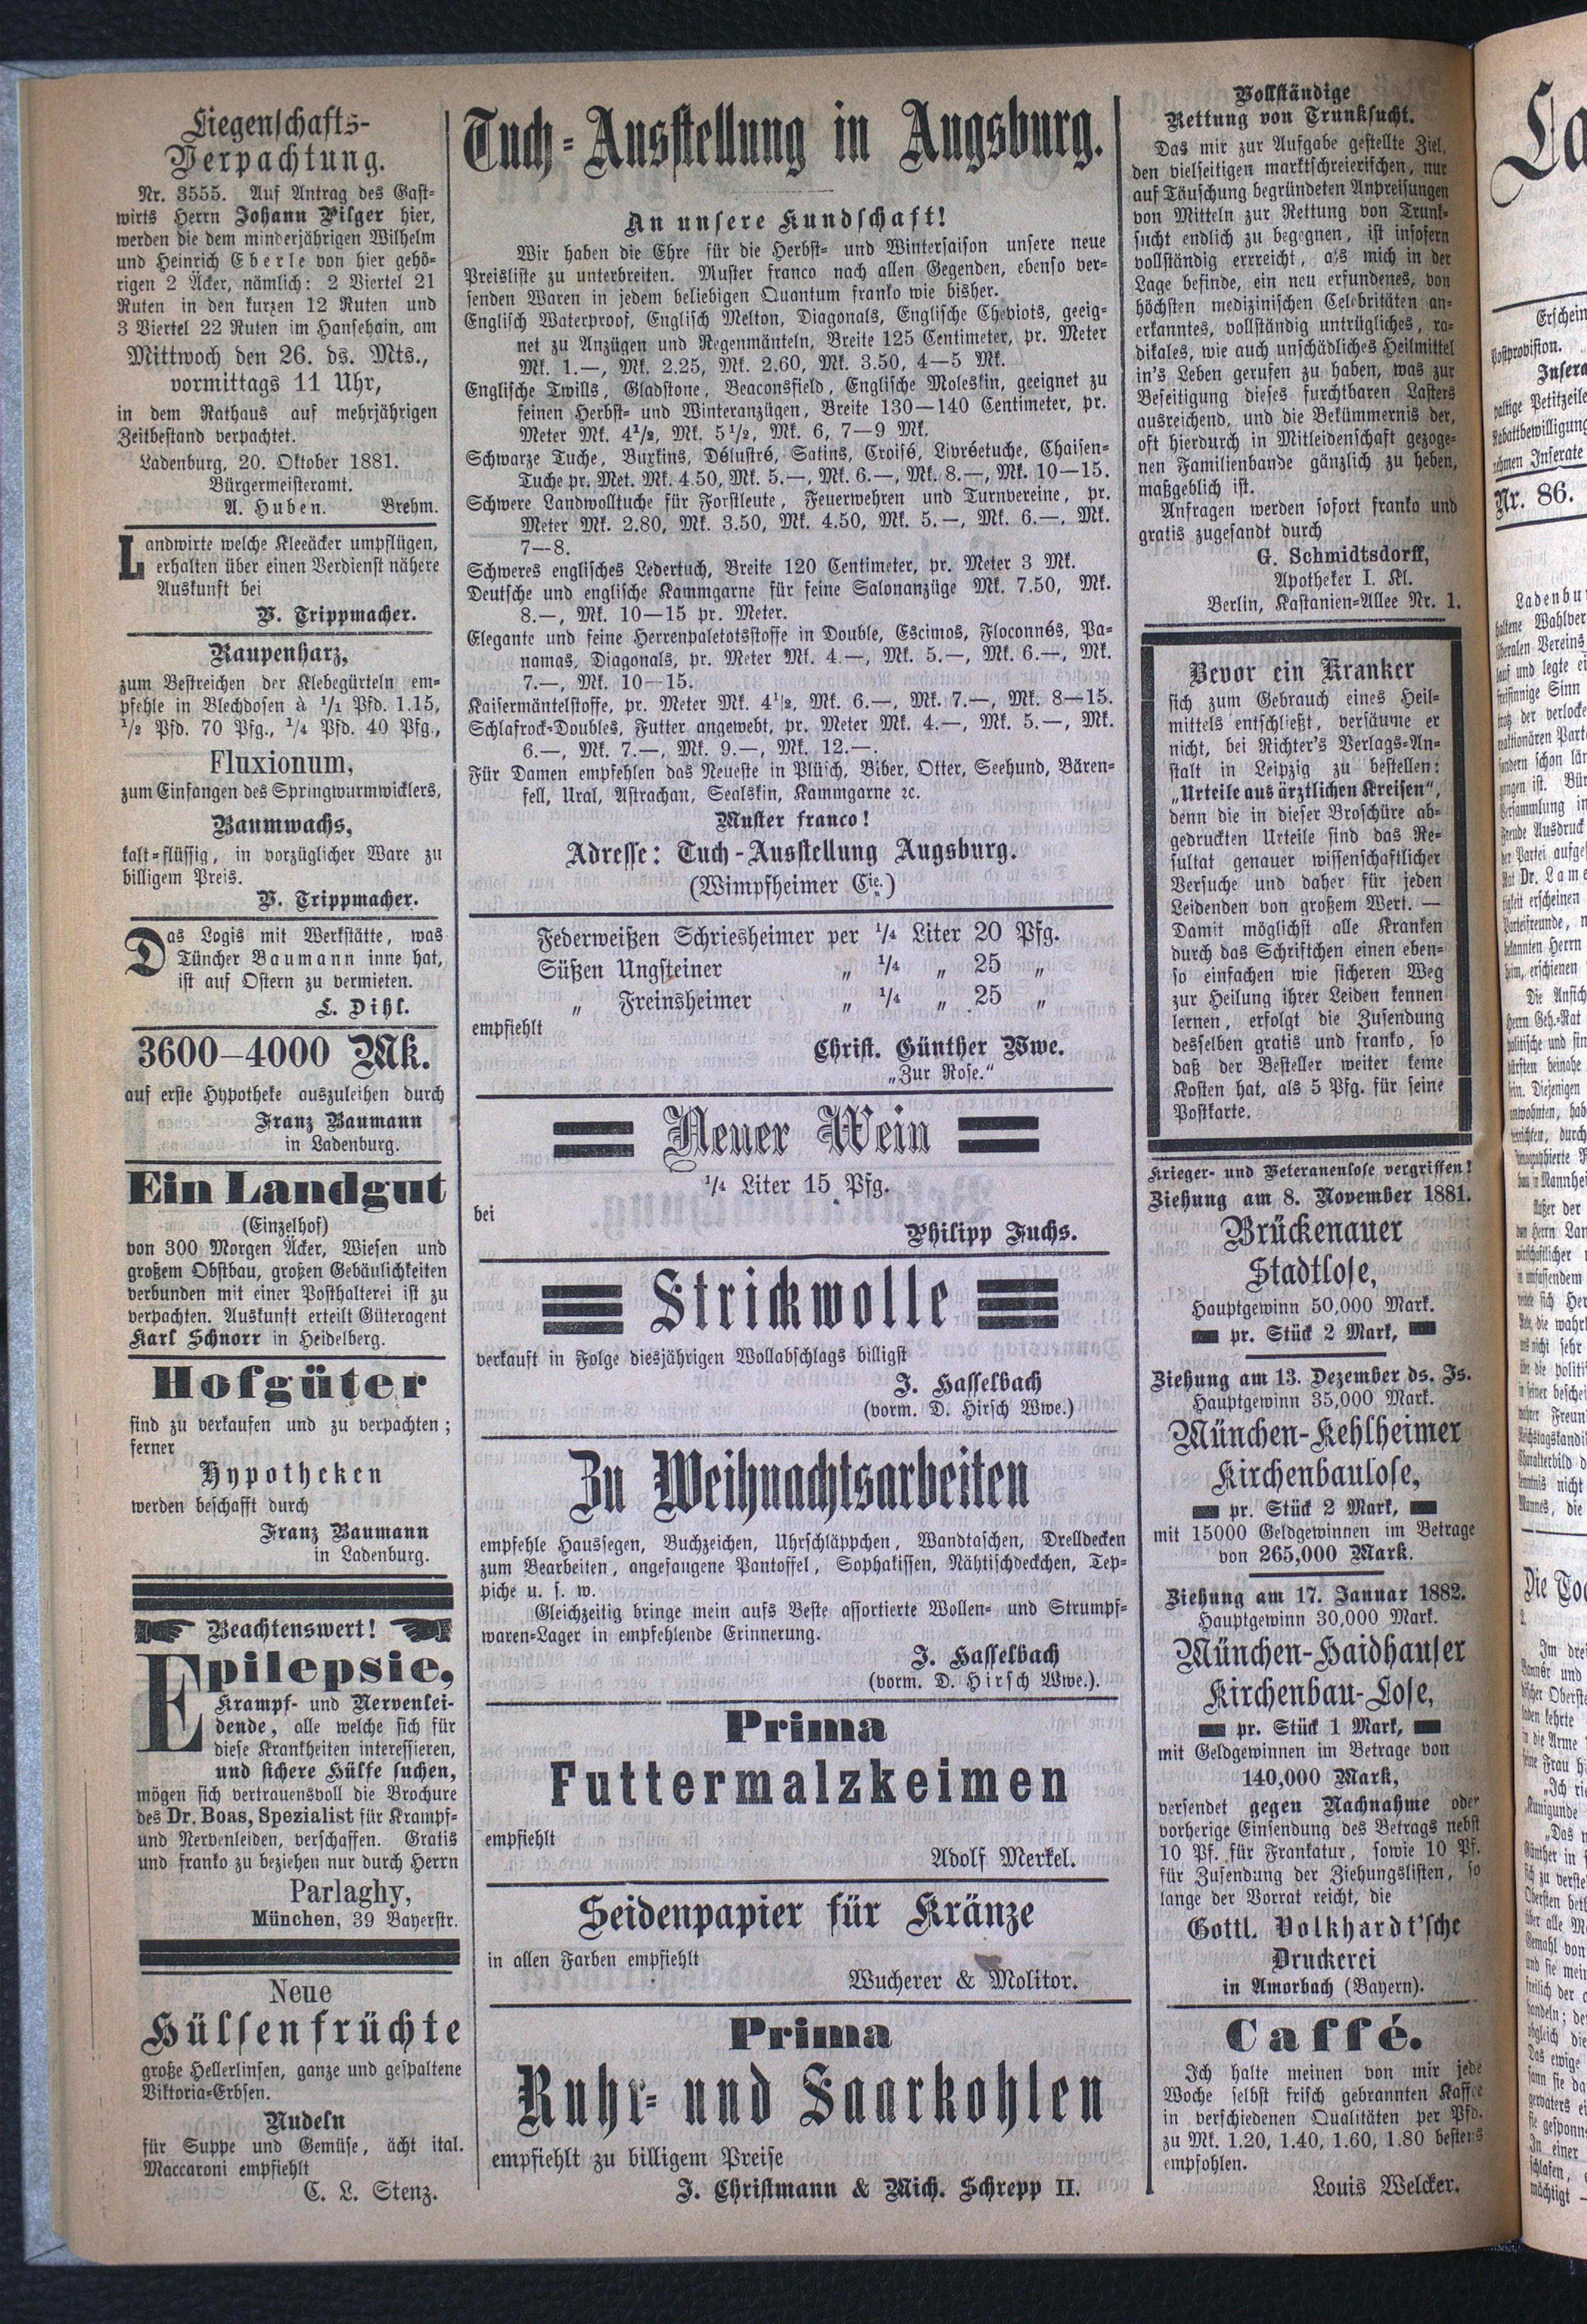 Liegenschafts-
Verpachtung.
Nr. 3555. Auf Antrag des Gast-
wirts Herrn Johann Pilger hier,
werden die dem minderjährigen Wilhelm
und Heinrich Eberle von hier gehö-
rigen 2 Äcker, nämlich: 2 Viertel 21
Ruten in den kurzen 12 Ruten und
3 Viertel 22 Ruten im Hansehain, am
Mittwoch den 26. ds. Mts.,
vormittags 11 Uhr,
in dem Rathaus auf mehrjährigen
Zeitbestand verpachtet.
Ladenburg, 20. Oktober 1881.
Bürgermeisteramt.
A. Huben. Brehm.
Landwirte welche Kleeäcker umpflügen,
erhalten über einen Verdienst nähere
Auskunft bei
P. Trippmacher.
Raupenharz,
zum Bestreichen der Klebegürteln em-
pfehle in Blechdosen à 1/1 Pfd. 1.15,
1/2 Pfd. 70 Pfg., 1/4 Pfd. 40 Pfg.,
Fluxionum,
zum Einfangen des Springwurmwicklers,
Baumwachs,
kalt-flüssig, in vorzüglicher Ware zu
billigem Preis.
P. Trippmacher.
Das Logis mit Werkstätte, was
Tüncher Baumann inne hat,
ist auf Ostern zu vermieten.
L. Dihl.
3600–4000 Mk.
auf erste Hypotheke auszuleihen durch
Franz Baumann
in Ladenburg.
Ein Landgut
(Einzelhof)
von 300 Morgen Äcker, Wiesen und
großem Obstbau, großen Gebäulichkeiten
verbunden mit einer Posthalterei ist zu
verpachten. Auskunft erteilt Güteragent
Karl Schnorr in Heidelberg.
Hofgüter
sind zu verkaufen und zu verpachten;
ferner
Hypotheken
werden beschafft durch
Franz Baumann
in Ladenburg.
Beachtenswert!
Epilepsie,
Krampf- und Nervenlei-
dende, alle welche sich für
diese Krankheiten interessieren,
und sichere Hülfe suchen,
mögen sich vertrauensvoll die Brochure
des Dr. Boas, Spezialist für Krampf-
und Nervenleiden, verschaffen. Gratis
und franko zu beziehen nur durch Herrn
Parlaghy,
München, 39 Bayerstr.
Neue
Hülsenfrüchte
große Hellerlinsen, ganze und gespaltene
Viktoria-Erbsen.
Nudeln
für Suppe und Gemüse, ächt ital.
Maccaroni empfiehlt
C. L. Stenz.
Tuch-Ausstellung in Augsburg.
An unsere Kundschaft!
Wir haben die Ehre für die Herbst- und Wintersaison unsere neue
Preisliste zu unterbreiten. Muster franco nach allen Gegenden, ebenso ver-
senden Waren in jedem beliebigen Quantum franko wie bisher.
Englisch Waterproof, Englisch Melton, Diagonals, Englische Cheviots, geeig-
net zu Anzügen und Regenmänteln, Breite 125 Centimeter, pr. Meter
Mk. 1.—, Mk. 2.25, Mk. 2.60, Mk. 3.50, 4—5 Mk.
Englische Twills, Gladstone, Beaconsfield, Englische Moleskin, geeignet zu
feinen Herbst- und Winteranzügen, Breite 130—140 Centimeter, pr.
Meter Mk. 4½, Mk. 5½, Mk. 6, 7—9 Mk.
Schwarze Tuche, Buxkins, Délustré, Satins, Croisé, Livréetuche, Chaisen-
Tuche pr. Met. Mk. 4.50, Mk. 5.—, Mk. 6.—, Mk. 8.—, Mk. 10—15.
Schwere Landwolltuche für Forstleute, Feuerwehren und Turnvereine, pr.
Meter Mk. 2.80, Mk. 3.50, Mk. 4.50, Mk. 5.—, Mk. 6.—, Mk.
7—8.
Schweres englisches Ledertuch, Breite 120 Centimeter, pr. Meter 3 Mk.
Deutsche und englische Kammgarne für feine Salonanzüge Mk. 7.50, Mk.
8.—, Mk. 10—15 pr. Meter.
Elegante und feine Herrenpaletotsstoffe in Double, Escimos, Floconnés, Pa-
namas, Diagonals, pr. Meter Mk. 4.—, Mk. 5.—, Mk. 6.—, Mk.
7.—, Mk. 10—15.
Kaisermäntelstoffe, pr. Meter Mk. 4½, Mk. 6.—, Mk. 7.—, Mk. 8—15.
Schlafrock-Doubles, Futter angewebt, pr. Meter Mk. 4.—, Mk. 5.—, Mk.
6.—, Mk. 7.—, Mk. 9.—, Mk. 12.—.
Für Damen empfehlen das Neueste in Plüsch, Biber, Otter, Seehund, Bären-
fell, Ural, Astrachan, Sealskin, Kammgarne ꝛc.
Muster franco!
Adresse: Tuch-Ausstellung Augsburg.
(Wimpfheimer Cie.)
Federweißen Schriesheimer per 1/4 Liter 20 Pfg.
Süßen Ungsteiner „ 1/4 „ 25 „
„ Freinsheimer „ 1/4 „ 25 „
empfiehlt
Christ. Günther Wwe.
„Zur Rose.“
Neuer Wein
1/4 Liter 15 Pfg.
bei
Philipp Fuchs.
Strickwolle
verkauft in Folge diesjährigen Wollabschlags billigst
J. Hasselbach
(vorm. D. Hirsch Wwe.)
Zu Weihnachtsarbeiten
empfehle Haussegen, Buchzeichen, Uhrschläppchen, Wandtaschen, Drelldecken
zum Bearbeiten, angefangene Pantoffel, Sophakissen, Nähtischdeckchen, Tep-
piche u. s. w.
Gleichzeitig bringe mein aufs Beste assortierte Wollen- und Strumpf-
waren-Lager in empfehlende Erinnerung.
J. Hasselbach
(vorm. D. Hirsch Wwe.).
Prima
Futtermalzkeimen
empfiehlt
Adolf Merkel.
Seidenpapier für Kränze
in allen Farben empfiehlt
Wucherer & Molitor.
Prima
Ruhr- und Saarkohlen
empfiehlt zu billigem Preise
J. Christmann & Mich. Schrepp II.
Vollständige
Rettung von Trunksucht.
Das mir zur Aufgabe gestellte Ziel,
den vielseitigen marktschreierischen, nur
auf Täuschung begründeten Anpreisungen
von Mitteln zur Rettung von Trunk-
sucht endlich zu begegnen, ist insofern
vollständig errreicht, als mich in der
Lage befinde, ein neu erfundenes, von
höchsten medizinischen Celebritäten an-
erkanntes, vollständig untrügliches, ra-
dikales, wie auch unschädliches Heilmittel
in's Leben gerufen zu haben, was zur
Beseitigung dieses furchtbaren Lasters
ausreichend, und die Bekümmernis der,
oft hierdurch in Mitleidenschaft gezoge-
nen Familienbande gänzlich zu heben,
maßgeblich ist.
Anfragen werden sofort franko und
gratis zugesandt durch
G. Schmidtsdorff,
Apotheker I. Kl.
Berlin, Kastanien-Allee Nr. 1.
Bevor ein Kranker
sich zum Gebrauch eines Heil-
mittels entschließt, versäume er
nicht, bei Richter's Verlags-An-
stalt in Leipzig zu bestellen:
„Urteile aus ärztlichen Kreisen“,
denn die in dieser Broschüre ab-
gedruckten Urteile sind das Re-
sultat genauer wissenschaftlicher
Versuche und daher für jeden
Leidenden von großem Wert. —
Damit möglichst alle Kranken
durch das Schriftchen einen eben-
so einfachen wie sicheren Weg
zur Heilung ihrer Leiden kennen
lernen, erfolgt die Zusendung
desselben gratis und franko, so
daß der Besteller weiter keine
Kosten hat, als 5 Pfg. für seine
Postkarte.
Krieger- und Veteranenlose vergriffen!
Ziehung am 8. November 1881.
Brückenauer
Stadtlose,
Hauptgewinn 50,000 Mark.
pr. Stück 2 Mark,
Ziehung am 13. Dezember ds. Js.
Hauptgewinn 35,000 Mark.
München-Kehlheimer
Kirchenbaulose,
pr. Stück 2 Mark,
mit 15000 Geldgewinnen im Betrage
von 265,000 Mark.
Ziehung am 17. Januar 1882.
Hauptgewinn 30,000 Mark.
München-Haidhauser
Kirchenbau-Lose,
pr. Stück 1 Mark,
mit Geldgewinnen im Betrage von
140,000 Mark,
versendet gegen Nachnahme oder
vorherige Einsendung des Betrags nebst
10 Pf. für Frankatur, sowie 10 Pf.
für Zusendung der Ziehungslisten, so
lange der Vorrat reicht, die
Gottl. Volkhardt'sche
Druckerei
in Amorbach (Bayern).
Caffé.
Ich halte meinen von mir jede
Woche selbst frisch gebrannten Kaffee
in verschiedenen Qualitäten per Pfd.
zu Mk. 1.20, 1.40, 1.60, 1.80 bestens
empfohlen.
Louis Welcker.
Nr. 86.